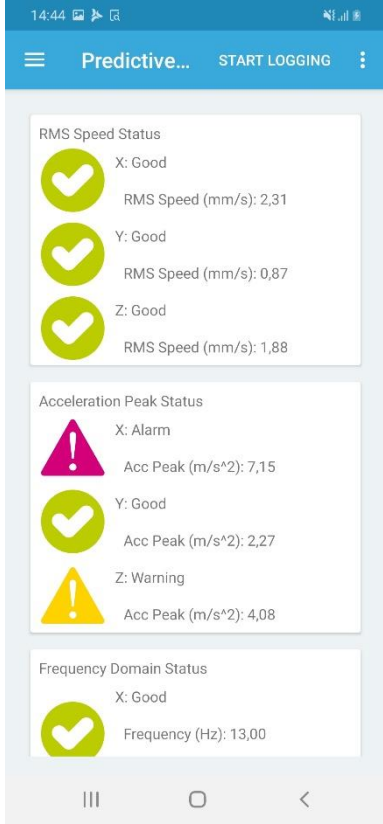 14:44
Predictive... START LOGGING
RMS Speed Status
X: Good
RMS Speed (mm/s): 2,31
Y: Good
RMS Speed (mm/s): 0,87
Z: Good
RMS Speed (mm/s): 1,88
Acceleration Peak Status
X: Alarm
Acc Peak (m/s^2): 7,15
Y: Good
Acc Peak (m/s^2): 2,27
Z: Warning
Acc Peak (m/s^2): 4,08
Frequency Domain Status
X: Good
Frequency (Hz): 13,00